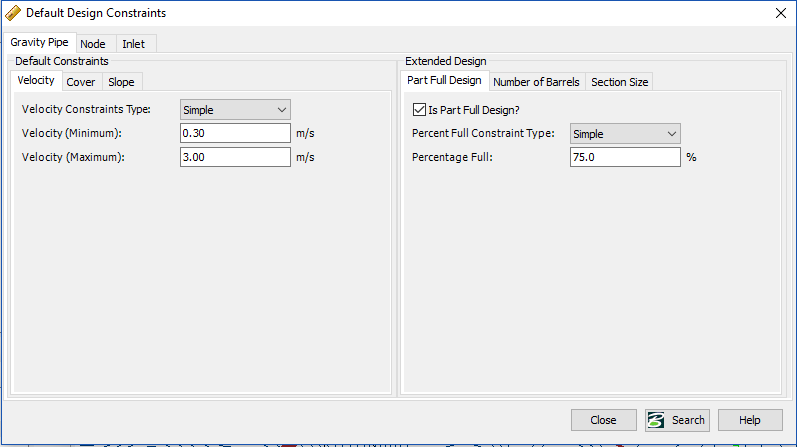 Default Design Constraints
Gravity Pipe Node Inlet
Default Constraints
Velocity Cover Slope
Velocity Constraints Type: Simple
Velocity (Minimum): 0.30 m/s
Velocity (Maximum): 3.00 m/s
Extended Design
Part Full Design Number of Barrels Section Size
Is Part Full Design?
Percent Full Constraint Type: Simple
Percentage Full: 75.0 %
Close Search Help